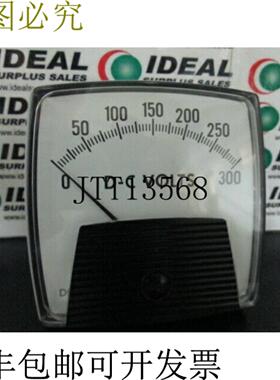 图必究
IDEAL
SURPLUS SALES
IDEAL
SURPLUS SALES
0 50 100 150 200 250 300
D-C VOLTS
JTT13568
丰包邮可开发票